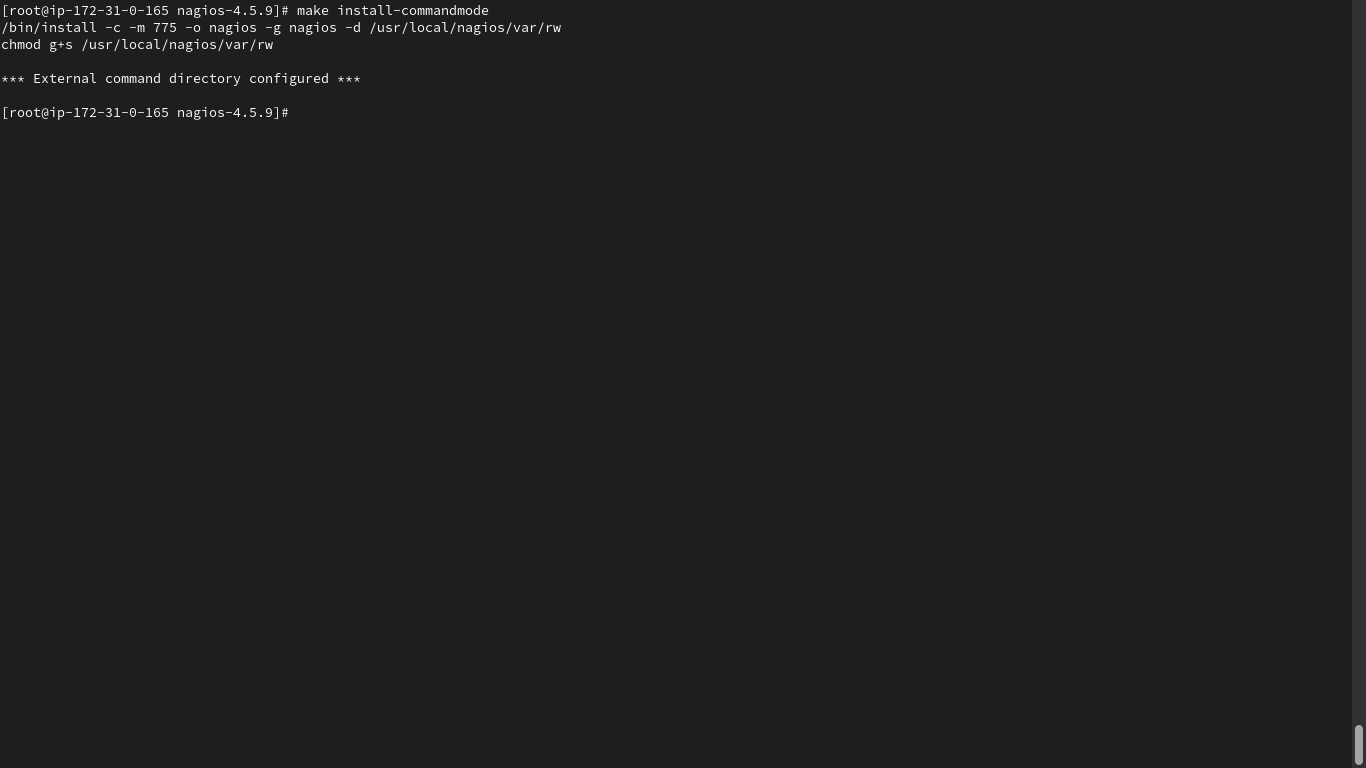 [root@ip-172-31-0-165 nagios-4.5.9]# make install-commandmode
/bin/install -c -m 775 -o nagios -g nagios -d /usr/local/nagios/var/rw
chmod g+s /usr/local/nagios/var/rw
*** External command directory configured ***
[root@ip-172-31-0-165 nagios-4.5.9]#